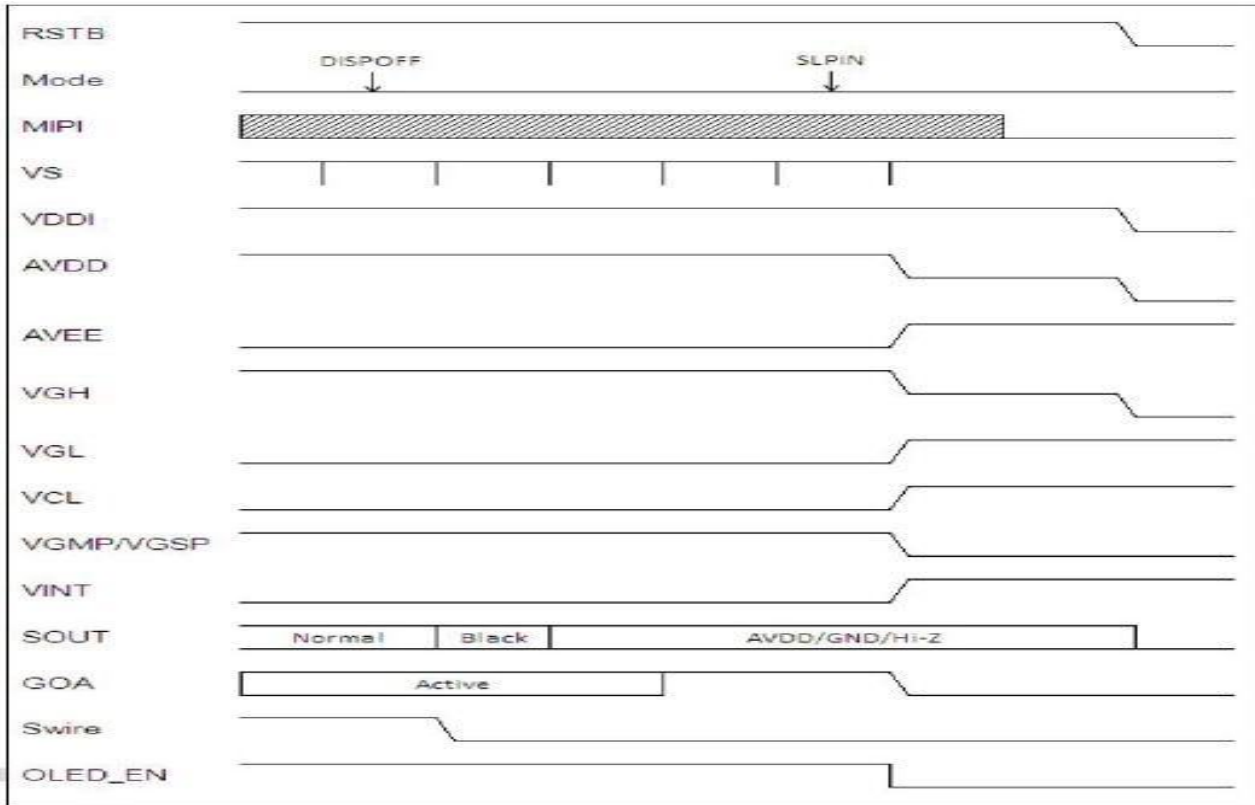 RSTB
DISPOFF SLPIN
Mode
MIPI
VS
VDDI
AVDD
AVEE
VGH
VGL
VCL
VGMP/VGSP
VINT
SOUT Normal Black AVDD/GND/Hi-Z
GOA Active
Swire
OLED_EN